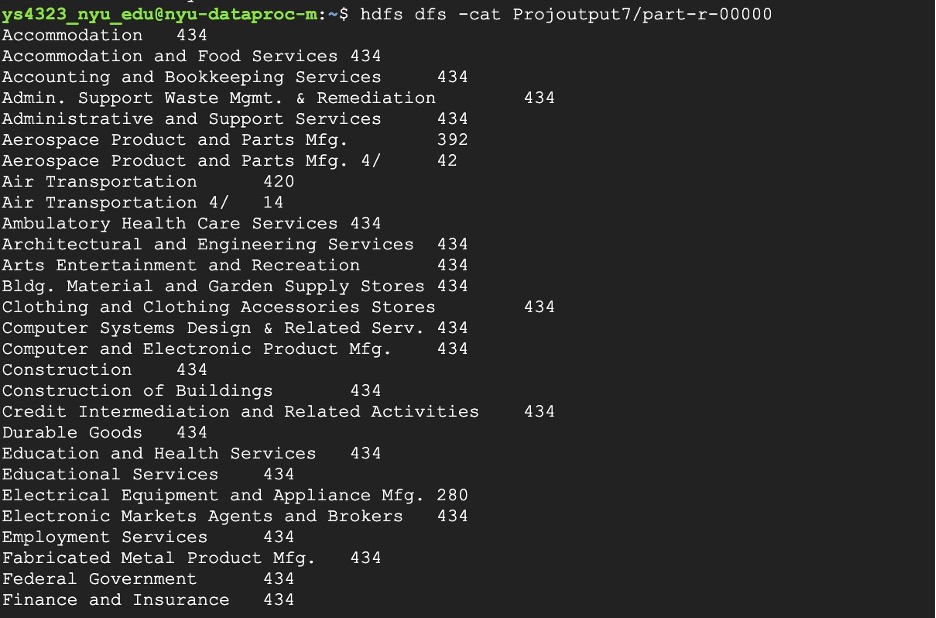 ys4323_nyu_edu@nyu-dataproc-m:~$ hdfs dfs -cat Projoutput7/part-r-00000
Accommodation 434
Accommodation and Food Services 434
Accounting and Bookkeeping Services 434
Admin. Support Waste Mgmt. & Remediation 434
Administrative and Support Services 434
Aerospace Product and Parts Mfg. 392
Aerospace Product and Parts Mfg. 4/ 42
Air Transportation 420
Air Transportation 4/ 14
Ambulatory Health Care Services 434
Architectural and Engineering Services 434
Arts Entertainment and Recreation 434
Bldg. Material and Garden Supply Stores 434
Clothing and Clothing Accessories Stores 434
Computer Systems Design & Related Serv. 434
Computer and Electronic Product Mfg. 434
Construction 434
Construction of Buildings 434
Credit Intermediation and Related Activities 434
Durable Goods 434
Education and Health Services 434
Educational Services 434
Electrical Equipment and Appliance Mfg. 280
Electronic Markets Agents and Brokers 434
Employment Services 434
Fabricated Metal Product Mfg. 434
Federal Government 434
Finance and Insurance 434